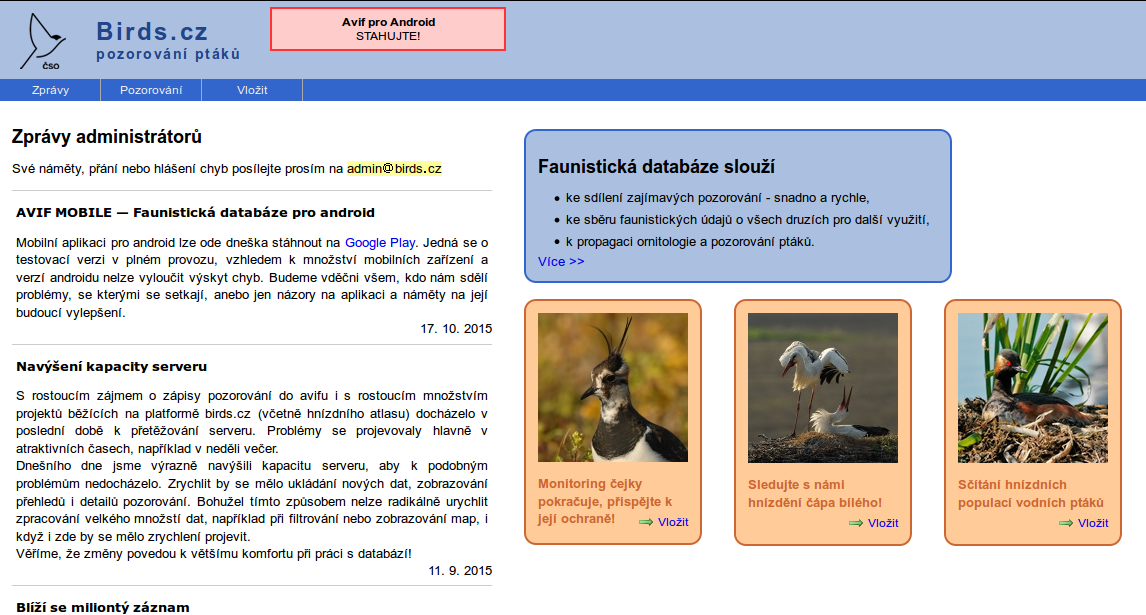 Birds.cz
pozorování ptáků
ČSO
Avif pro Android
STAHUJTE!
Zprávy
Pozorování
Vložit
Zprávy administrátorů
Své náměty, přání nebo hlášení chyb posílejte prosím na admin@birds.cz
AVIF MOBILE — Faunistická databáze pro android
Mobilní aplikaci pro android lze ode dneška stáhnout na Google Play. Jedná se o
testovací verzi v plném provozu, vzhledem k množství mobilních zařízení a
verzí androidu nelze vyloučit výskyt chyb. Budeme vděčni všem, kdo nám sdělí
problémy, se kterými se setkají, anebo jen názory na aplikaci a náměty na její
budoucí vylepšení.
17. 10. 2015
Navýšení kapacity serveru
S rostoucím zájmem o zápisy pozorování do avifu i s rostoucím množstvím
projektů běžících na platformě birds.cz (včetně hnízdního atlasu) docházelo v
poslední době k přetěžování serveru. Problémy se projevovaly hlavně v
atraktivních časech, například v neděli večer.
Dnešního dne jsme výrazně navýšili kapacitu serveru, aby k podobným
problémům nedocházelo. Zrychlit by se mělo ukládání nových dat, zobrazování
přehledů i detailů pozorování. Bohužel tímto způsobem nelze radikálně urychlit
zpracování velkého množstí dat, například při filtrování nebo zobrazování map, i
když i zde by se mělo zrychlení projevit.
Věříme, že změny povedou k většímu komfortu při práci s databází!
11. 9. 2015
Blíží se miliontý záznam
Faunistická databáze slouží
• ke sdílení zajímavých pozorování - snadno a rychle,
• ke sběru faunistických údajů o všech druzích pro další využití,
• k propagaci ornitologie a pozorování ptáků.
Více >>
Monitoring čejky
pokračuje, přispějte k
její ochraně!
Vložit
Sledujte s námi
hnízdění čápa bílého!
Vložit
Sčítání hnízdních
populací vodních ptáků
Vložit